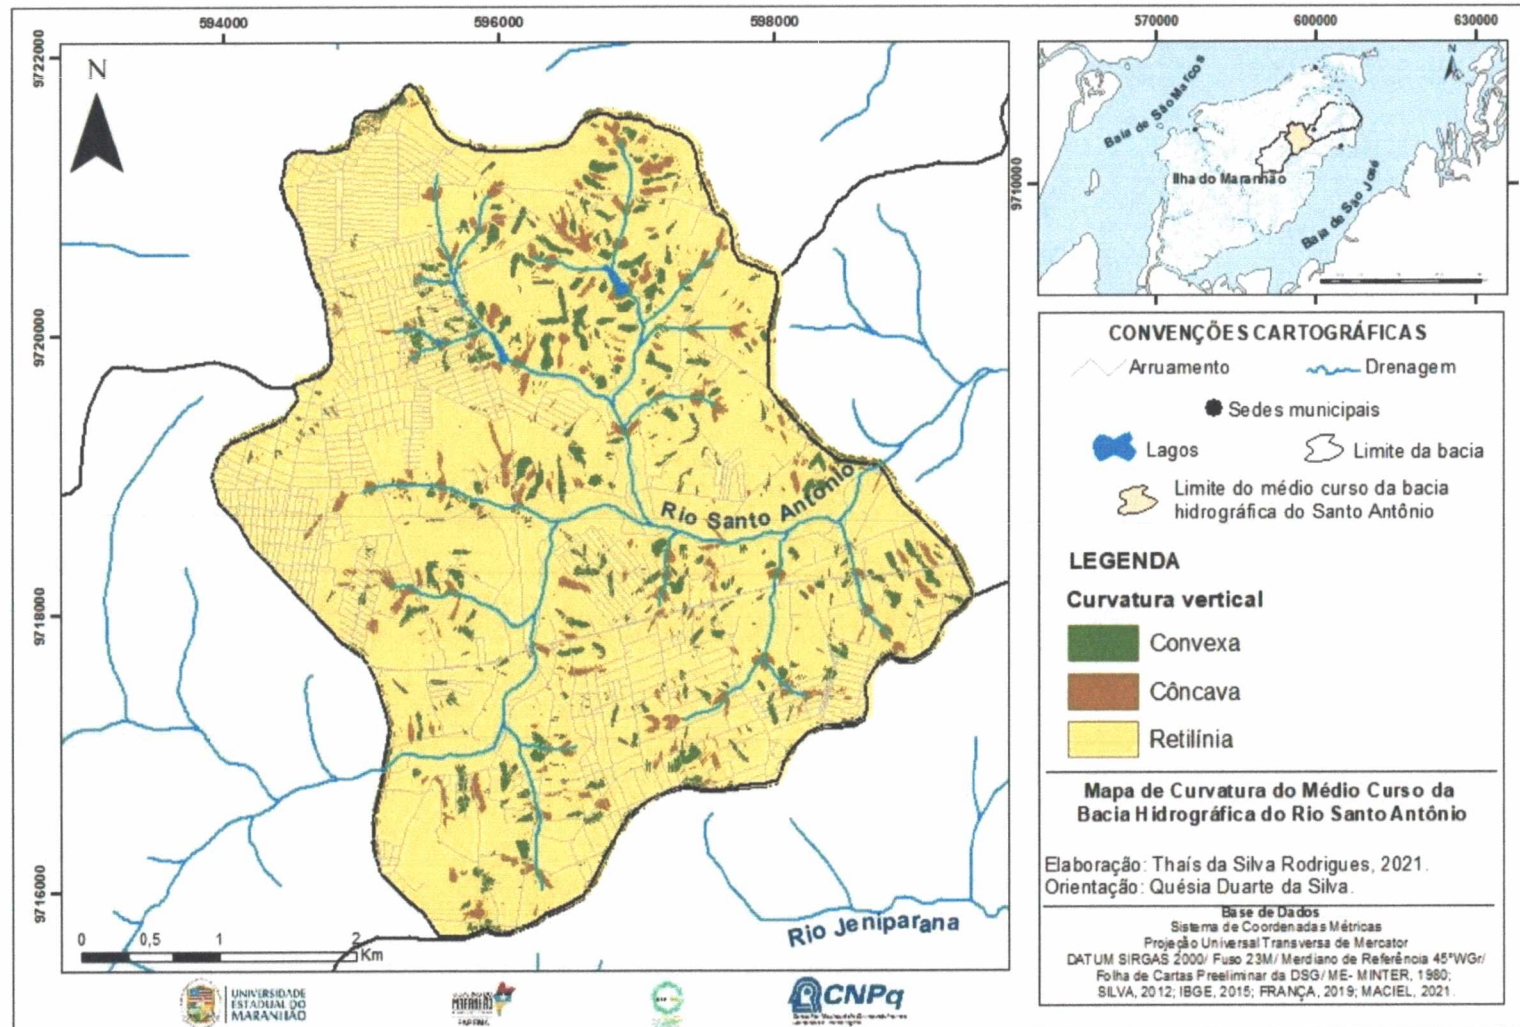 594000
596000
598000
9722000
9720000
9718000
9716000
N
Rio Santo Antônio
Rio Jeniparana
0 0,5 1 2
Km
570000
600000
630000
9710000
N
Baia de São Marcos
Ilha do Maranhão
Baia de São José
CONVENÇÕES CARTOGRÁFICAS
Arruamento
Drenagem
Sedes municipais
Lagos
Limite da bacia
Limite do médio curso da bacia
hidrográfica do Santo Antônio
LEGENDA
Curvatura vertical
Convexa
Côncava
Retilínia
Mapa de Curvatura do Médio Curso da
Bacia Hidrográfica do Rio Santo Antônio
Elaboração: Thaís da Silva Rodrigues, 2021.
Orientação: Quésia Duarte da Silva.
Base de Dados
Sistema de Coordenadas Métricas
Projeção Universal Transversa de Mercator
DATUM SIRGAS 2000/ Fuso 23M/ Merdiano de Referência 45°WGr/
Folha de Cartas Preeliminar da DSG/ ME- MINTER, 1980;
SILVA, 2012; IBGE, 2015; FRANÇA, 2019; MACIEL, 2021.
UNIVERSIDADE
ESTADUAL DO
MARANHÃO
MARANHÃO
FAPEMA
CNPq